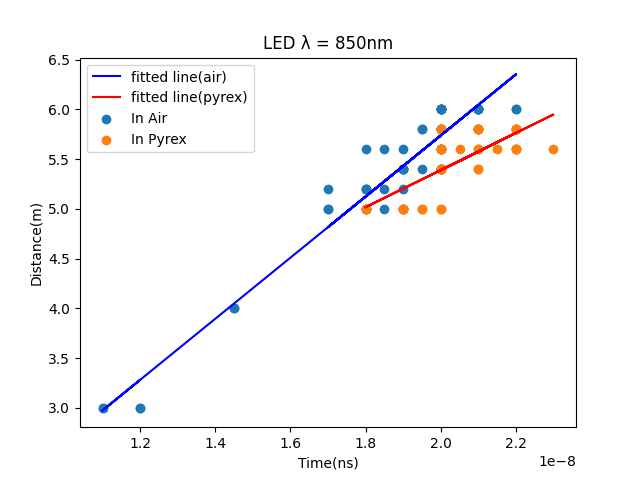 LED λ = 850nm
fitted line(air)
fitted line(pyrex)
In Air
In Pyrex
Distance(m)
6.5
6.0
5.5
5.0
4.5
4.0
3.5
3.0
1.2 1.4 1.6 1.8 2.0 2.2
1e−8
Time(ns)